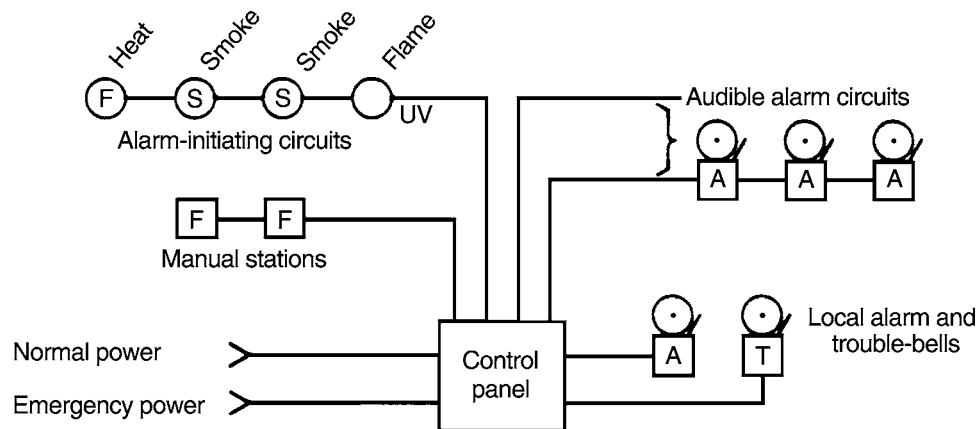 Heat
Smoke
Smoke
Flame
F
S
S
UV
Alarm-initiating circuits
Audible alarm circuits
A
A
A
F
F
Manual stations
Normal power
Emergency power
Control
panel
A
T
Local alarm and
trouble-bells